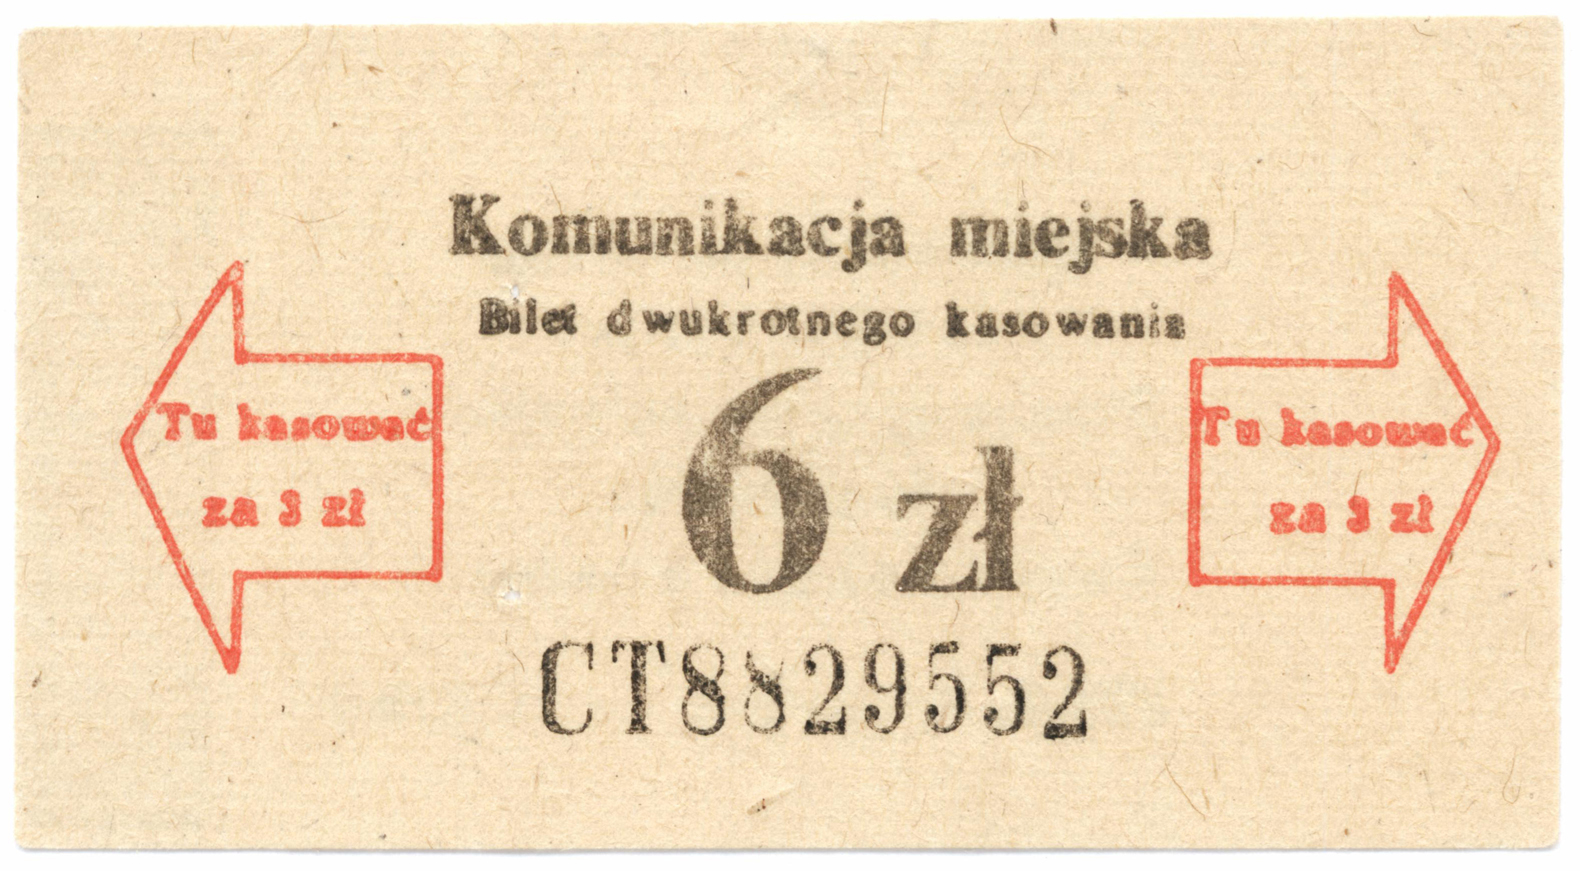 Komunikacja miejska
Bilet dwukrotnego kasowania
Tu kasować
za 3 zł
6 zł
Tu kasować
za 3 zł
CT8829552